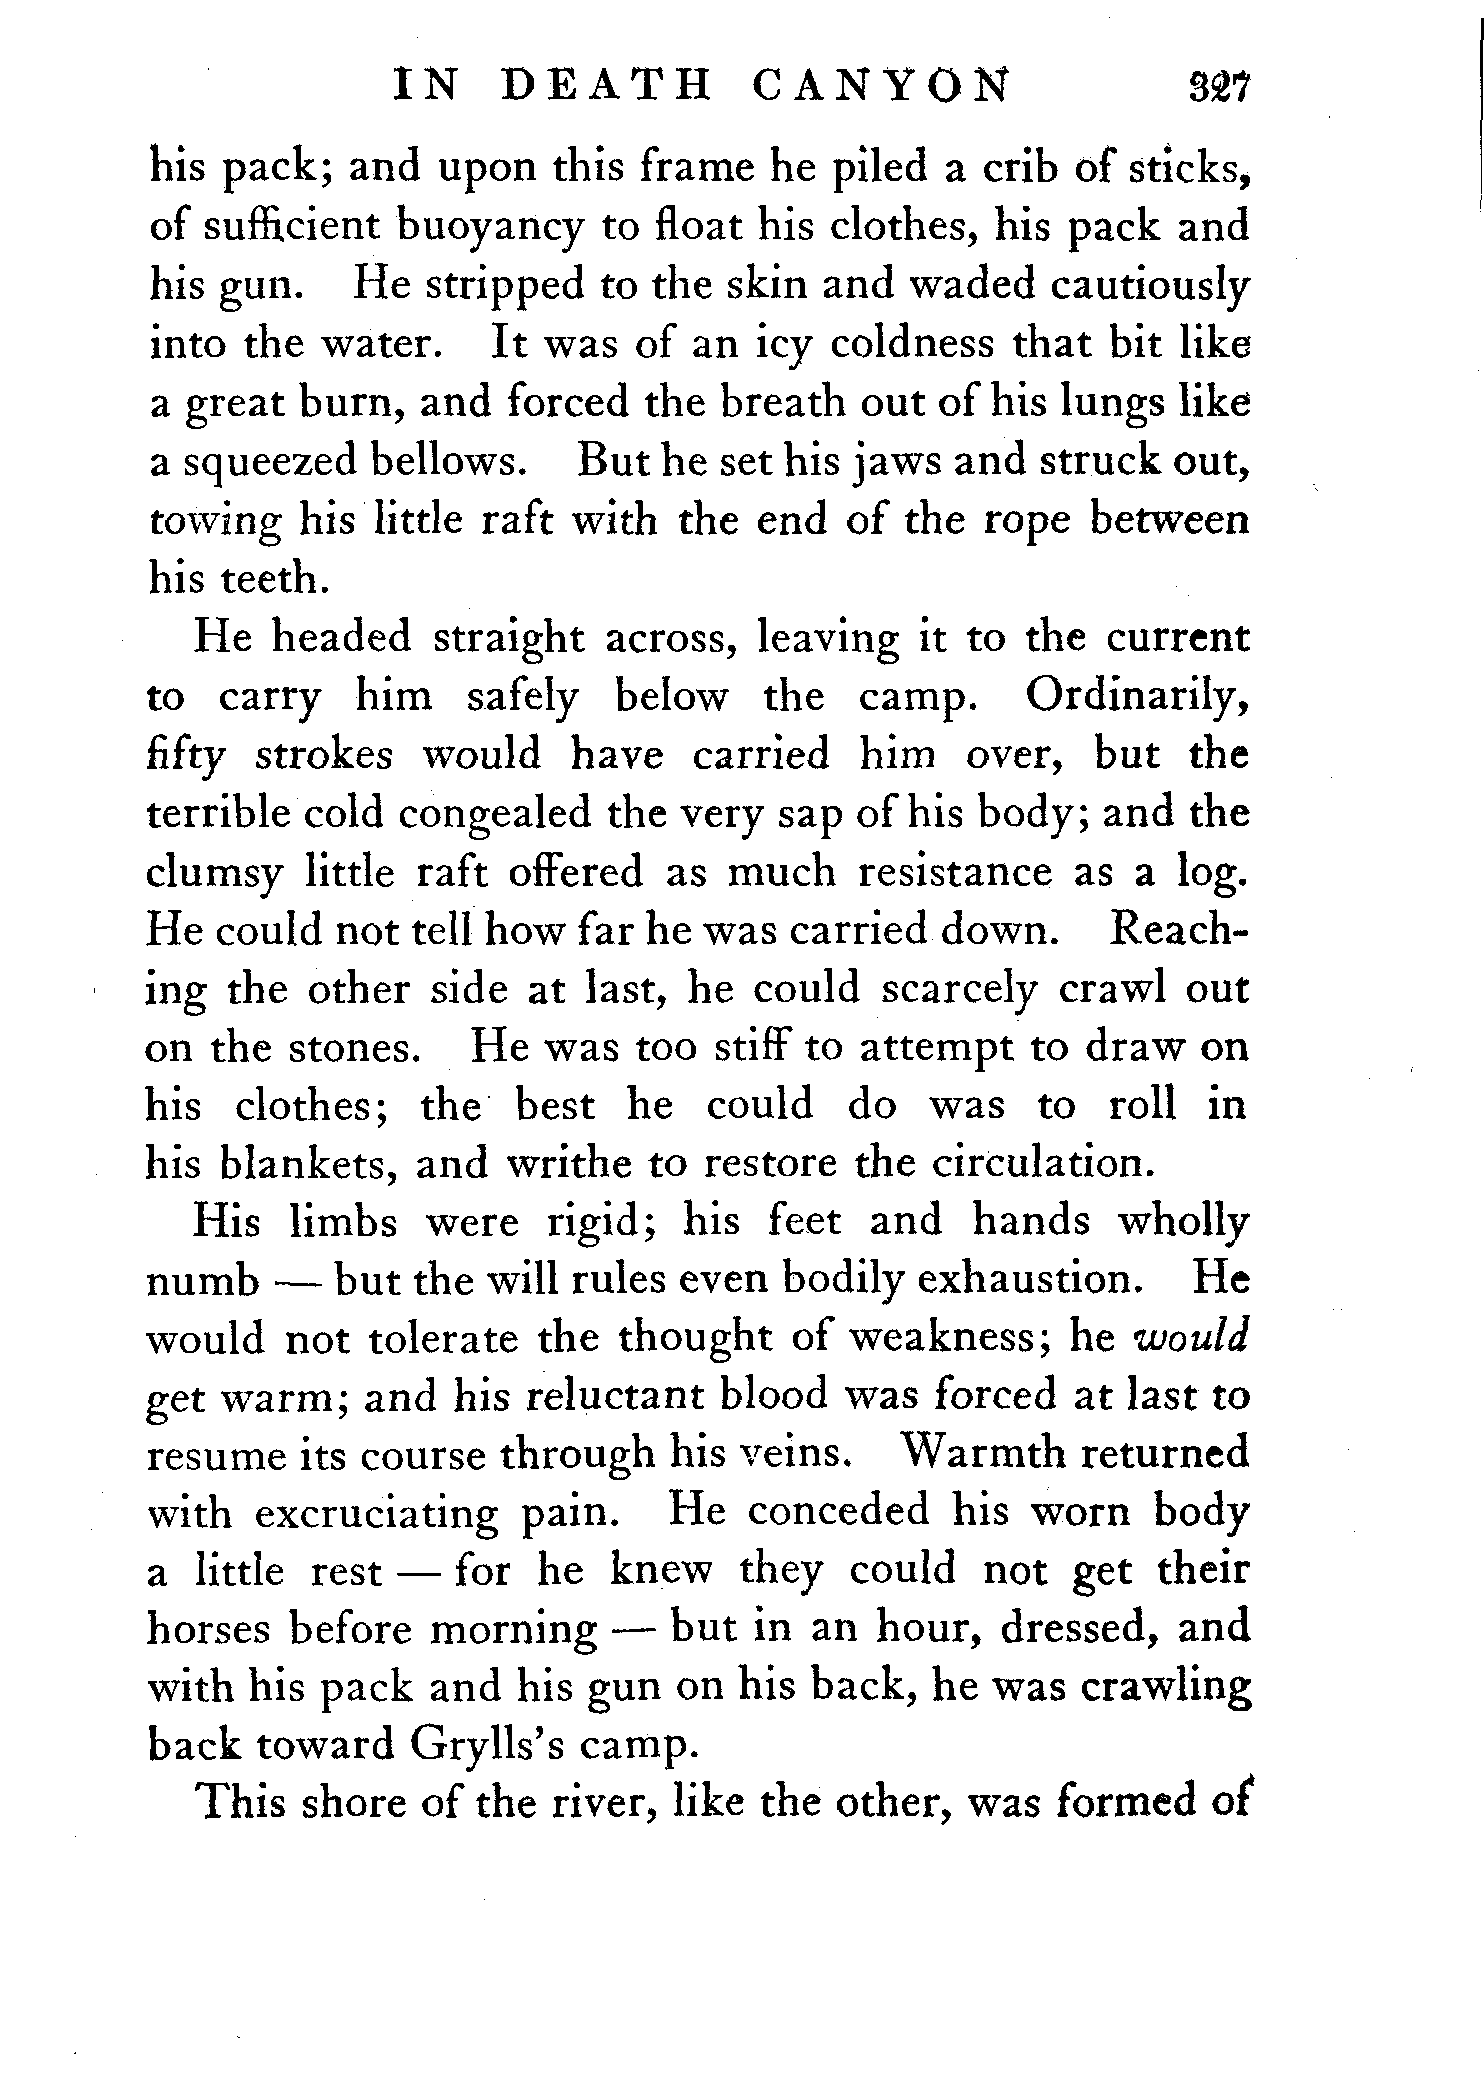 IN DEATH CANYON 327
his pack; and upon this frame he piled a crib of sticks,
of sufficient buoyancy to float his clothes, his pack and
his gun. He stripped to the skin and waded cautiously
into the water. It was of an icy coldness that bit like
a great burn, and forced the breath out of his lungs like
a squeezed bellows. But he set his jaws and struck out,
towing his little raft with the end of the rope between
his teeth.
He headed straight across, leaving it to the current
to carry him safely below the camp. Ordinarily,
fifty strokes would have carried him over, but the
terrible cold congealed the very sap of his body; and the
clumsy little raft offered as much resistance as a log.
He could not tell how far he was carried down. Reach-
ing the other side at last, he could scarcely crawl out
on the stones. He was too stiff to attempt to draw on
his clothes; the best he could do was to roll in
his blankets, and writhe to restore the circulation.
His limbs were rigid; his feet and hands wholly
numb — but the will rules even bodily exhaustion. He
would not tolerate the thought of weakness; he would
get warm; and his reluctant blood was forced at last to
resume its course through his veins. Warmth returned
with excruciating pain. He conceded his worn body
a little rest — for he knew they could not get their
horses before morning — but in an hour, dressed, and
with his pack and his gun on his back, he was crawling
back toward Grylls's camp.
This shore of the river, like the other, was formed of